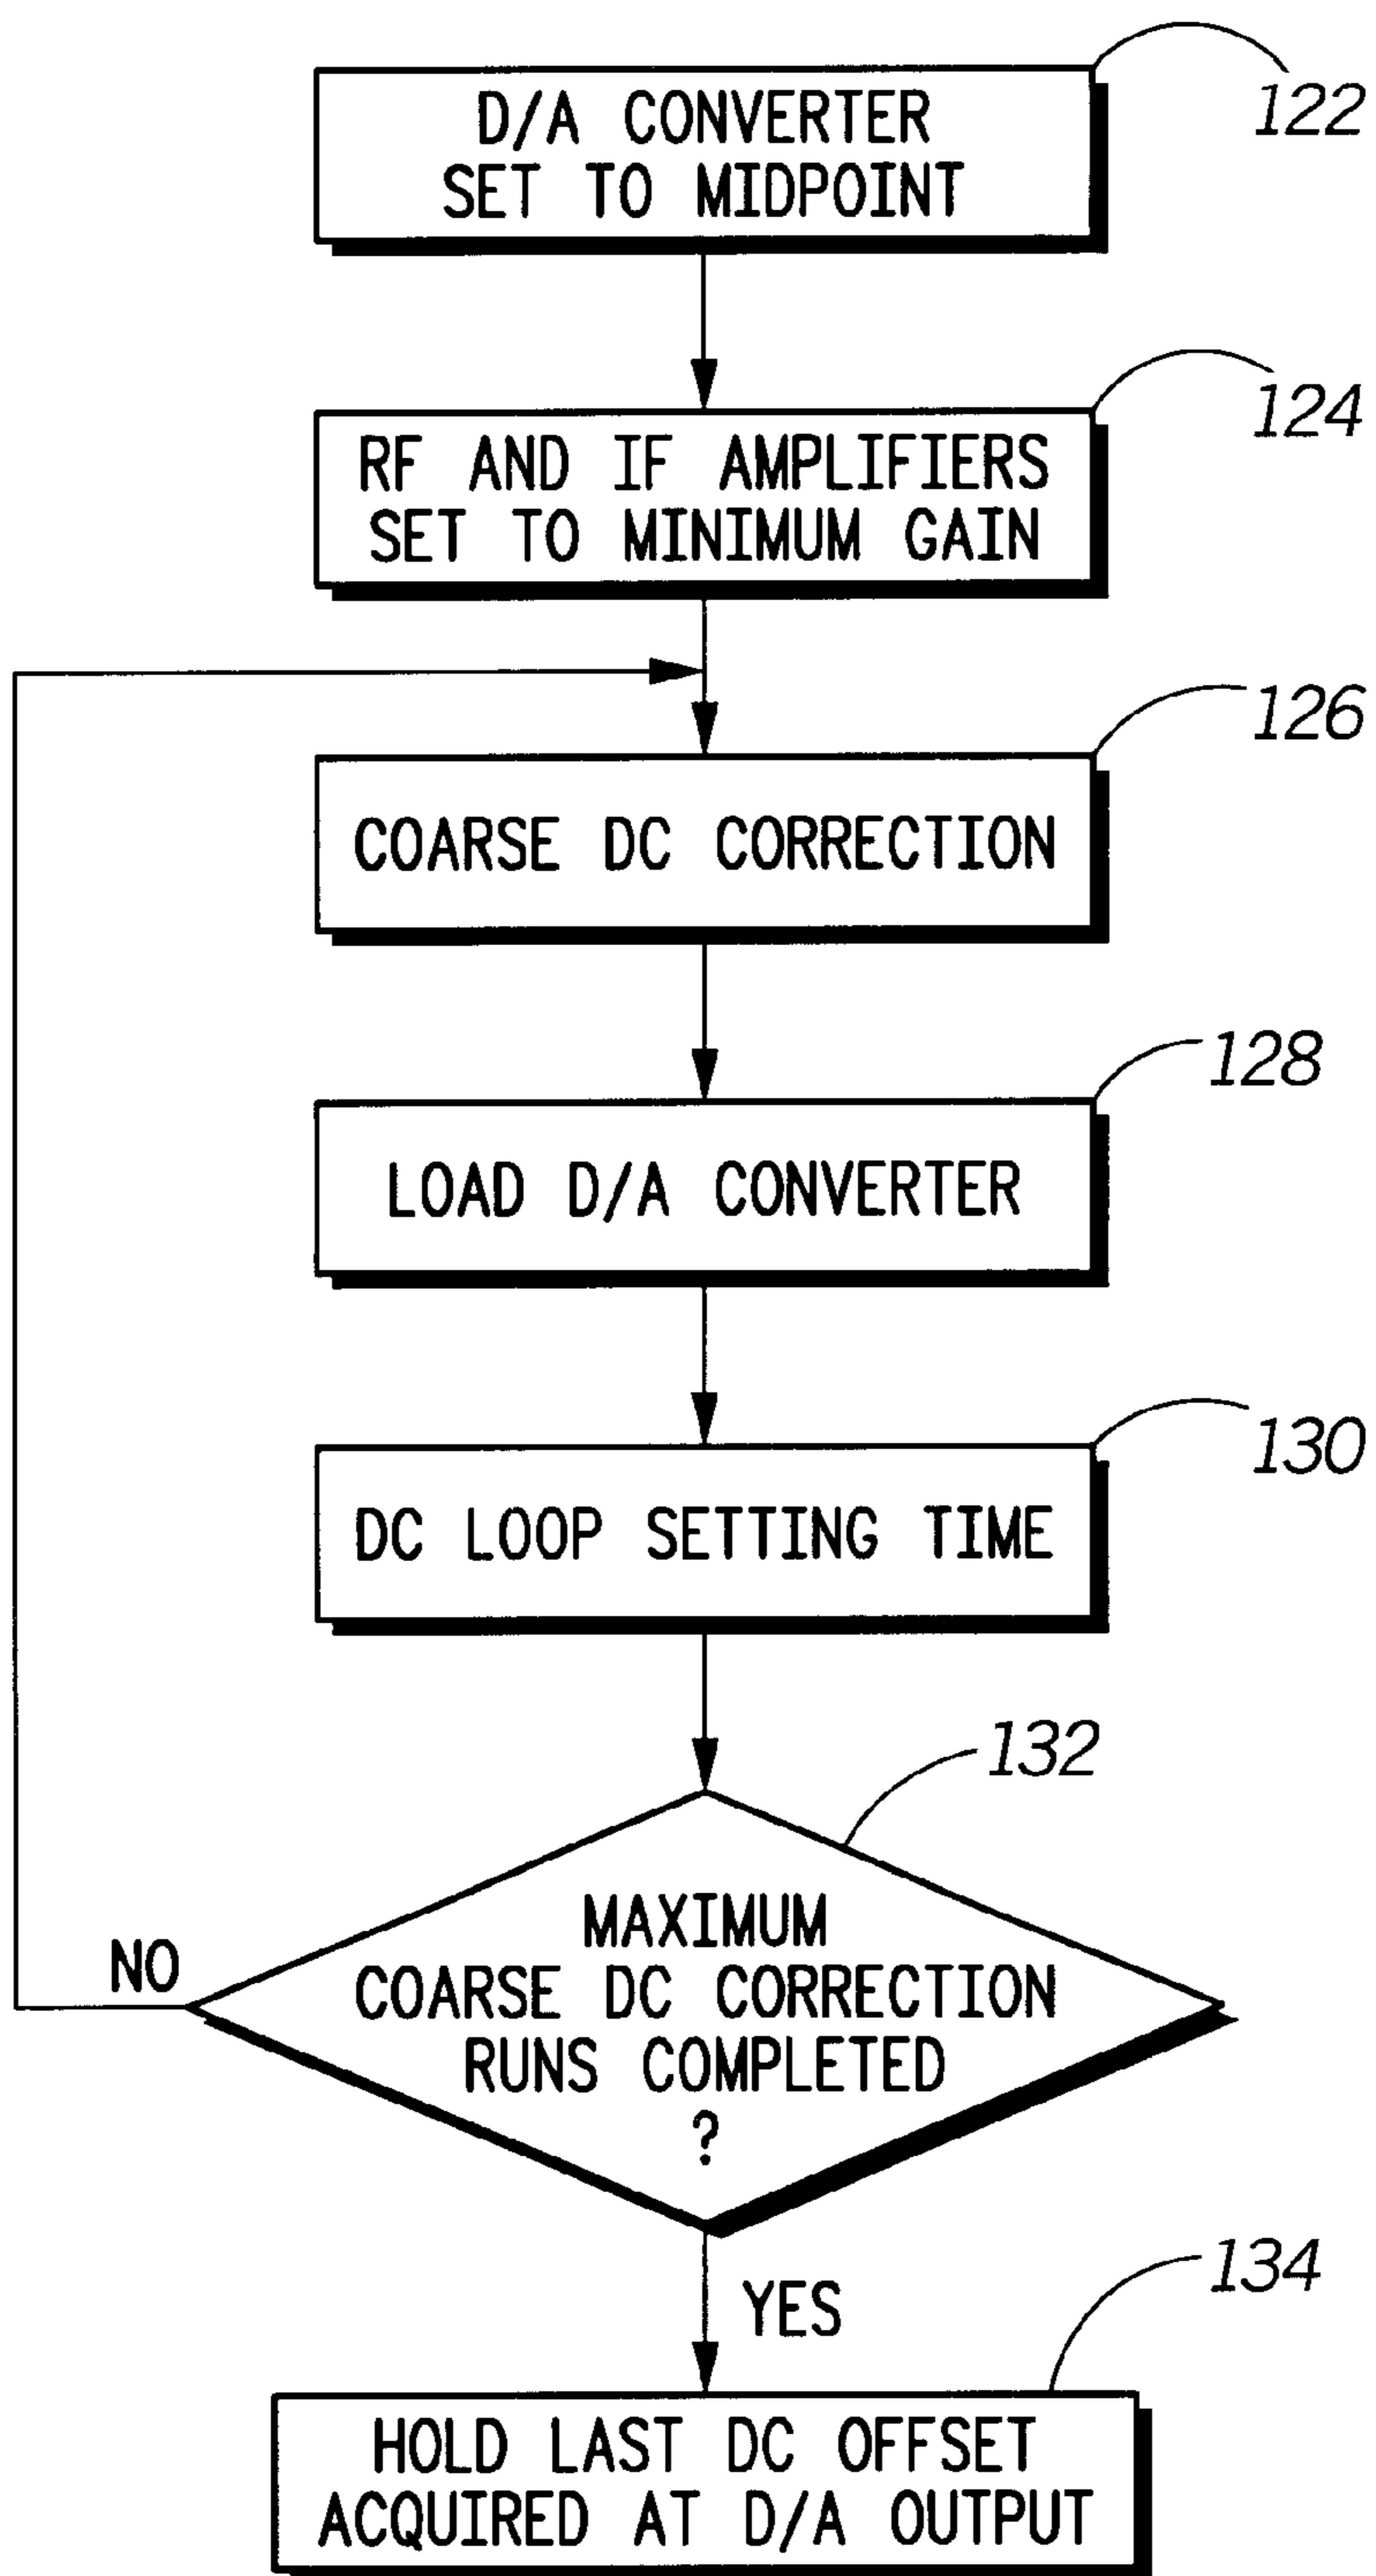 122
D/A CONVERTER
SET TO MIDPOINT
124
RF AND IF AMPLIFIERS
SET TO MINIMUM GAIN
126
COARSE DC CORRECTION
128
LOAD D/A CONVERTER
130
DC LOOP SETTING TIME
132
MAXIMUM
COARSE DC CORRECTION
RUNS COMPLETED
?
NO
YES
134
HOLD LAST DC OFFSET
ACQUIRED AT D/A OUTPUT